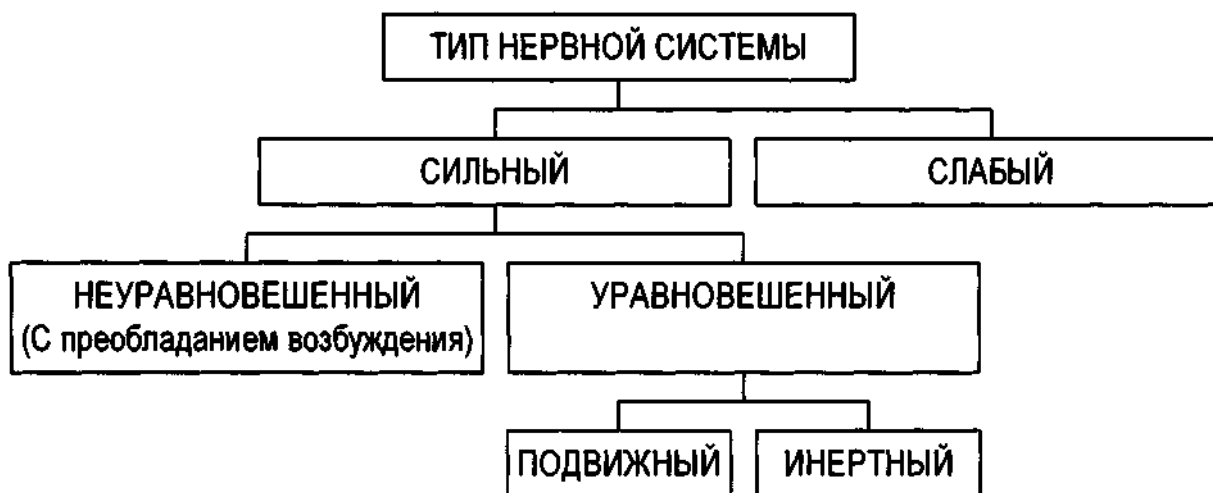 ТИП НЕРВНОЙ СИСТЕМЫ
СИЛЬНЫЙ
СЛАБЫЙ
НЕУРАВНОВЕШЕННЫЙ
(С преобладанием возбуждения)
УРАВНОВЕШЕННЫЙ
ПОДВИЖНЫЙ
ИНЕРТНЫЙ